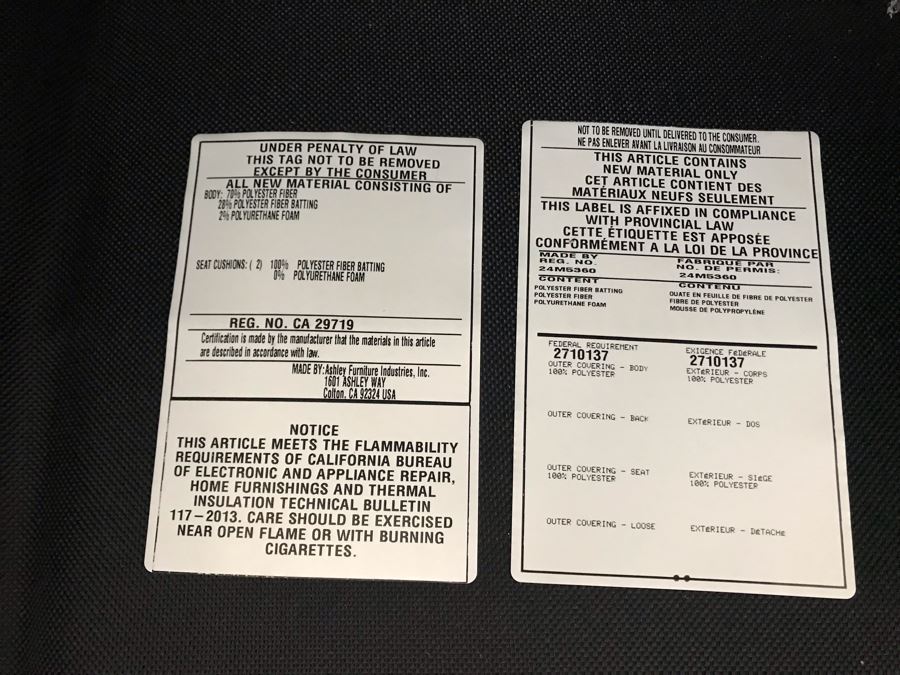 UNDER PENALTY OF LAW
THIS TAG NOT TO BE REMOVED
EXCEPT BY THE CONSUMER
ALL NEW MATERIAL CONSISTING OF
BODY: 70% POLYESTER FIBER
28% POLYESTER FIBER BATTING
2% POLYURETHANE FOAM
SEAT CUSHIONS: ( 2) 100% POLYESTER FIBER BATTING
0% POLYURETHANE FOAM
REG. NO. CA 29719
Certification is made by the manufacturer that the materials in this article
are described in accordance with law.
MADE BY:Ashley Furniture Industries, Inc.
1601 ASHLEY WAY
Colton. CA 92324 USA
NOTICE
THIS ARTICLE MEETS THE FLAMMABILITY
REQUIREMENTS OF CALIFORNIA BUREAU
OF ELECTRONIC AND APPLIANCE REPAIR,
HOME FURNISHINGS AND THERMAL
INSULATION TECHNICAL BULLETIN
117-2013. CARE SHOULD BE EXERCISED
NEAR OPEN FLAME OR WITH BURNING
CIGARETTES.
NOT TO BE REMOVED UNTIL DELIVERED TO THE CONSUMER.
NE PAS ENLEVER AVANT LA LIVRAISON AU CONSOMMATEUR
THIS ARTICLE CONTAINS
NEW MATERIAL ONLY
CET ARTICLE CONTIENT DES
MATÉRIAUX NEUFS SEULEMENT
THIS LABEL IS AFFIXED IN COMPLIANCE
WITH PROVINCIAL LAW
CETTE ÉTIQUETTE EST APPOSÉE
CONFORMÉMENT A LA LOI DE LA PROVINCE
MADE BY
REG. NO.
24M5360
CONTENT
POLYESTER FIBER BATTING
POLYESTER FIBER
POLYURETHANE FOAM
FABRIQUE PAR
NO. DE PERMIS:
24M5360
CONTENU
OUATE EN FEUILLE DE FIBRE DE POLYESTER
FIBRE DE POLYESTER
MOUSSE DE POLYPROPYLÈNE
FEDERAL REQUIREMENT
2710137
OUTER COVERING - BODY
100% POLYESTER
EXIGENCE FéDéRALE
2710137
EXTéRIEUR - CORPS
100% POLYESTER
OUTER COVERING - BACK
EXTéRIEUR - DOS
OUTER COVERING - SEAT
100% POLYESTER
EXTéRIEUR - SIèGE
100% POLYESTER
OUTER COVERING - LOOSE
EXTéRIEUR - DéTACHé